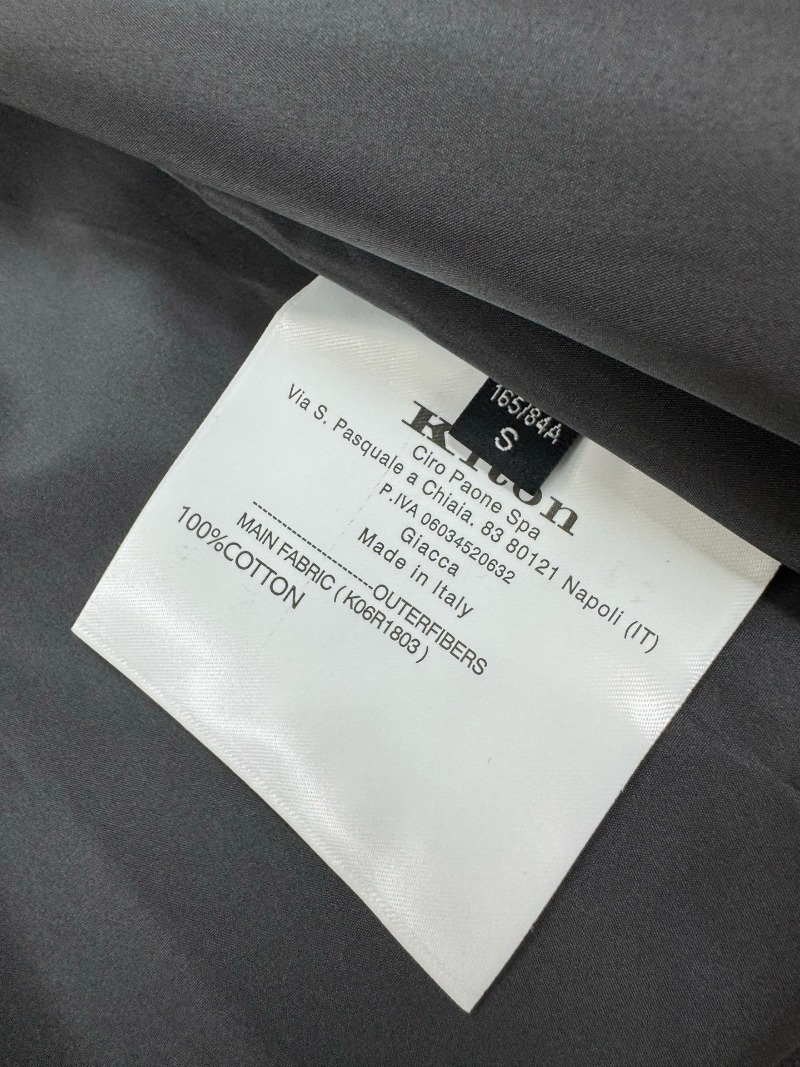 165/84A
S
Kiton
Ciro Paone Spa
Via S. Pasquale a Chiaia, 83 80121 Napoli (IT)
P.IVA 06034520632
Giacca
Made in Italy
--------------------OUTERFIBERS
MAIN FABRIC ( K06R1803 )
100%COTTON